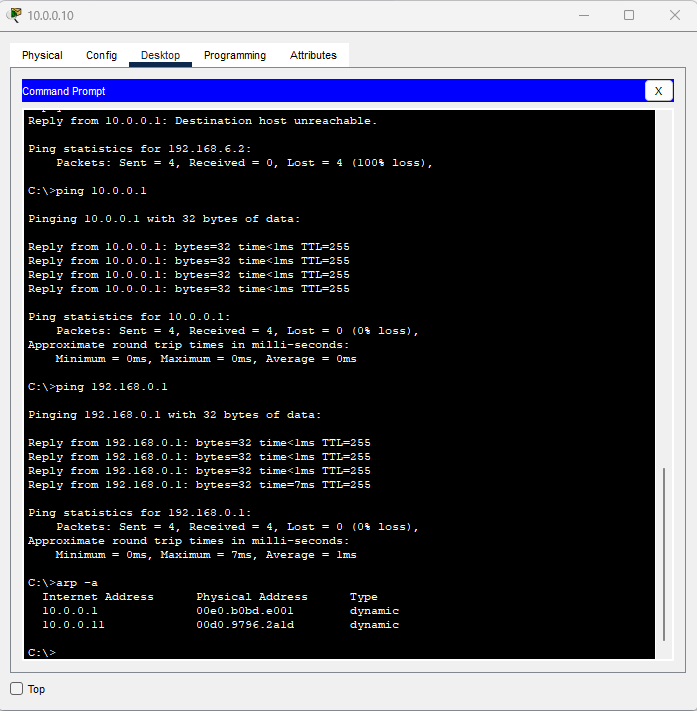 10.0.0.10
Physical Config Desktop Programming Attributes
Command Prompt
X
Reply from 10.0.0.1: Destination host unreachable.
Ping statistics for 192.168.6.2:
Packets: Sent = 4, Received = 0, Lost = 4 (100% loss),
C:\>ping 10.0.0.1
Pinging 10.0.0.1 with 32 bytes of data:
Reply from 10.0.0.1: bytes=32 time<1ms TTL=255
Reply from 10.0.0.1: bytes=32 time<1ms TTL=255
Reply from 10.0.0.1: bytes=32 time<1ms TTL=255
Reply from 10.0.0.1: bytes=32 time<1ms TTL=255
Ping statistics for 10.0.0.1:
Packets: Sent = 4, Received = 4, Lost = 0 (0% loss),
Approximate round trip times in milli-seconds:
Minimum = 0ms, Maximum = 0ms, Average = 0ms
C:\>ping 192.168.0.1
Pinging 192.168.0.1 with 32 bytes of data:
Reply from 192.168.0.1: bytes=32 time<1ms TTL=255
Reply from 192.168.0.1: bytes=32 time<1ms TTL=255
Reply from 192.168.0.1: bytes=32 time<1ms TTL=255
Reply from 192.168.0.1: bytes=32 time=7ms TTL=255
Ping statistics for 192.168.0.1:
Packets: Sent = 4, Received = 4, Lost = 0 (0% loss),
Approximate round trip times in milli-seconds:
Minimum = 0ms, Maximum = 7ms, Average = 1ms
C:\>arp -a
Internet Address Physical Address Type
10.0.0.1 00e0.b0bd.e001 dynamic
10.0.0.11 00d0.9796.2a1d dynamic
C:\>
Top